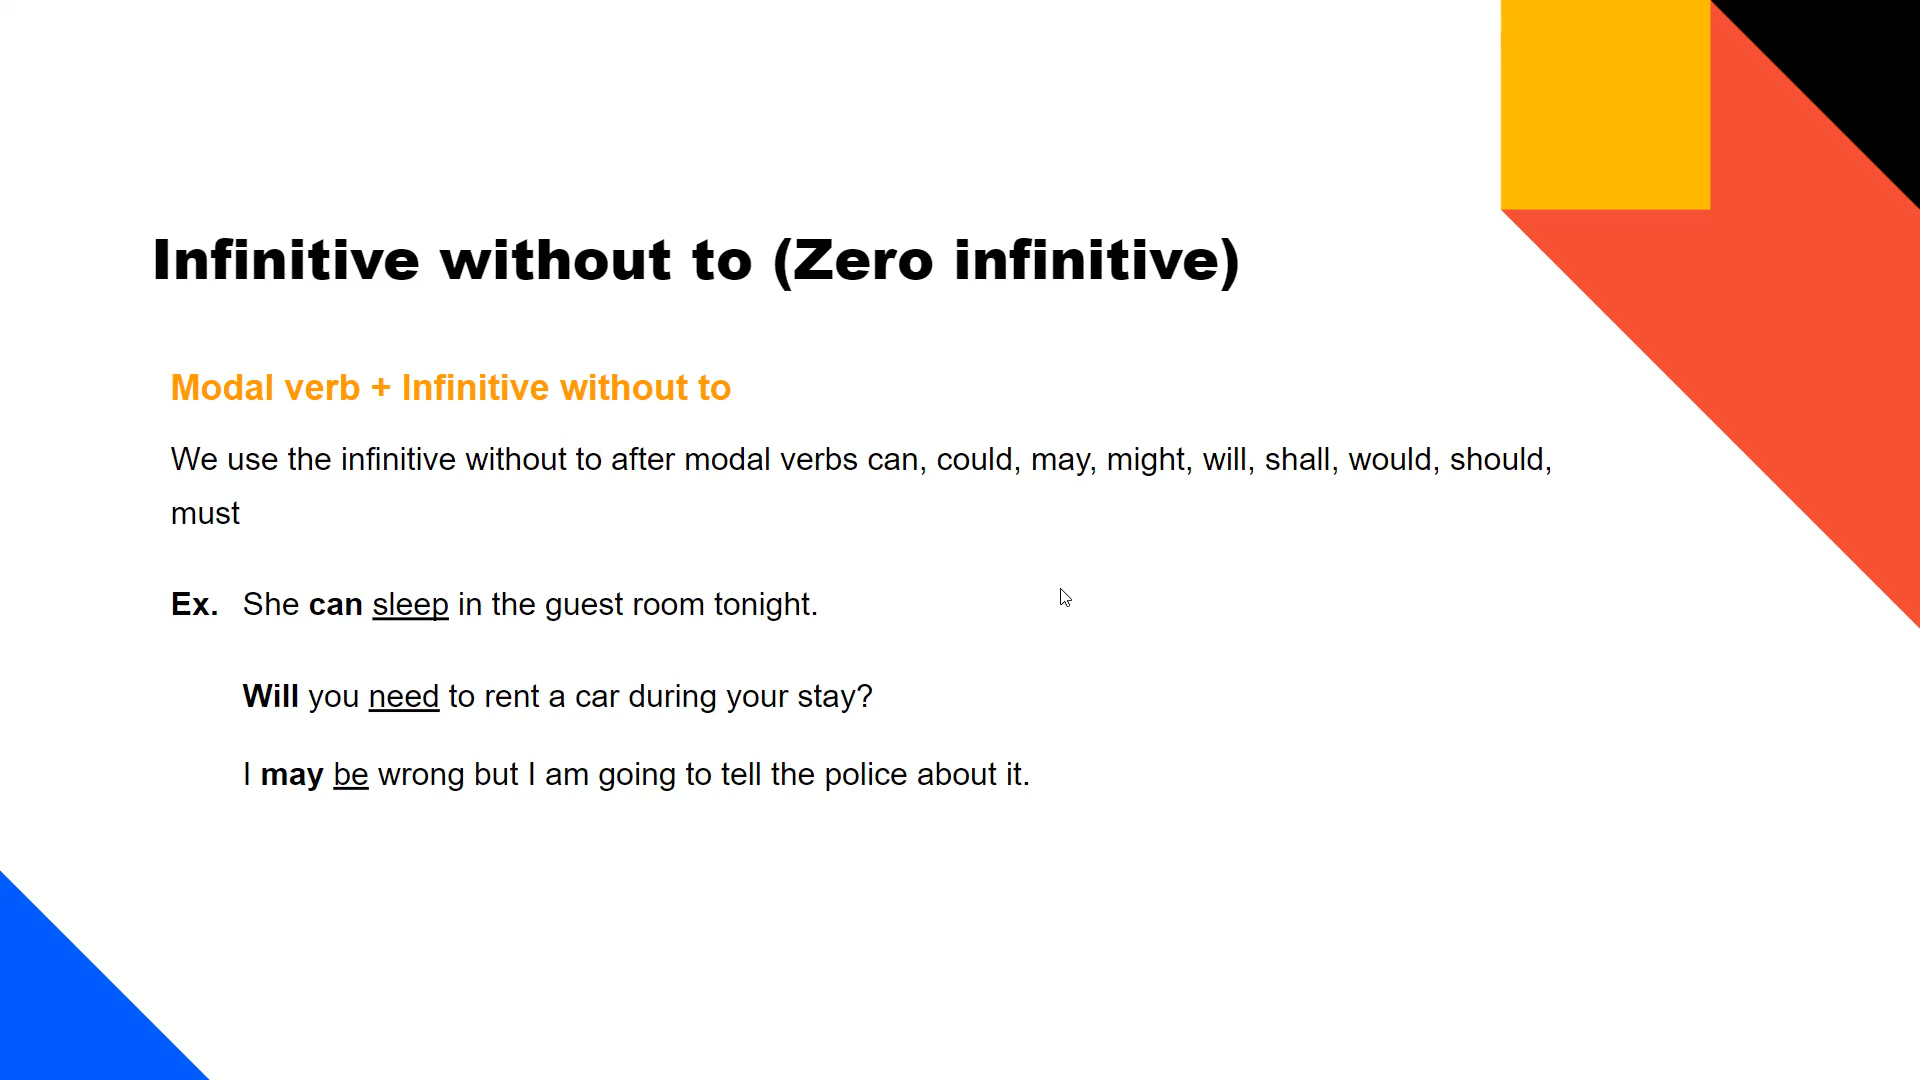 Infinitive without to (Zero infinitive)
Modal verb + Infinitive without to
We use the infinitive without to after modal verbs can, could, may, might, will, shall, would, should,
must
Ex. She can sleep in the guest room tonight.
Will you need to rent a car during your stay?
I may be wrong but I am going to tell the police about it.